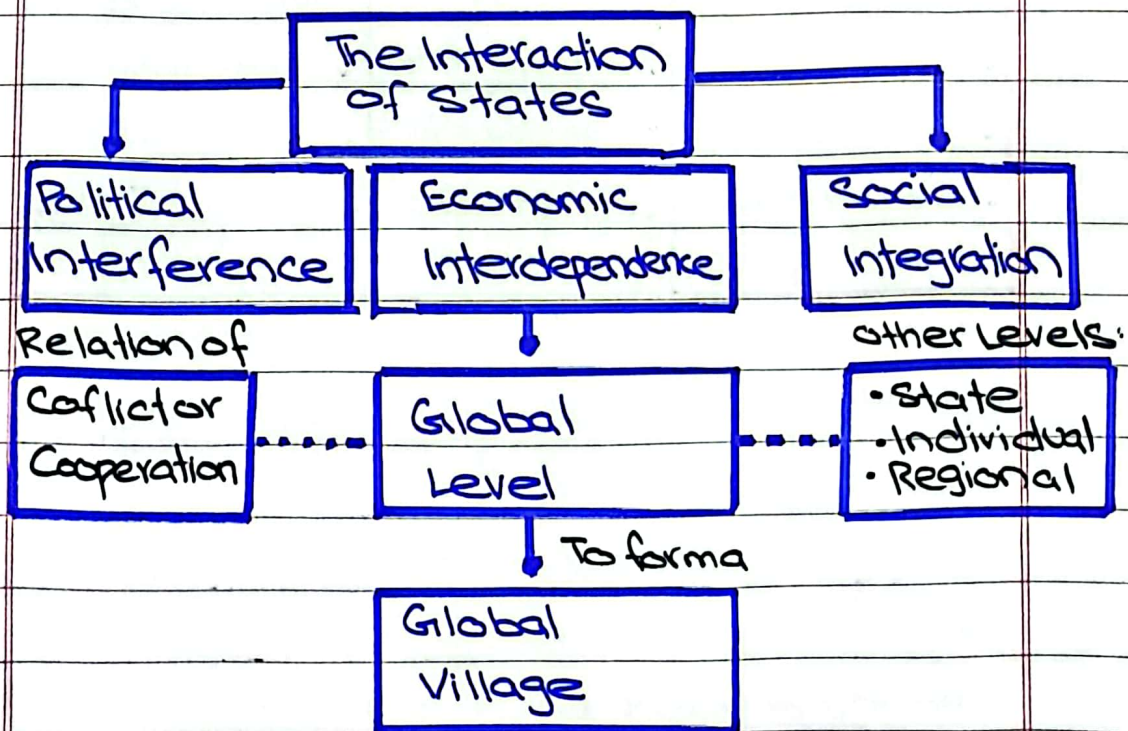 The Interaction
of States
Political
Interference
Economic
Interdependence
Social
Integration
Relation of
Coflict or
Cooperation
Global
Level
Other Levels:
• State
• Individual
• Regional
To form a
Global
Village